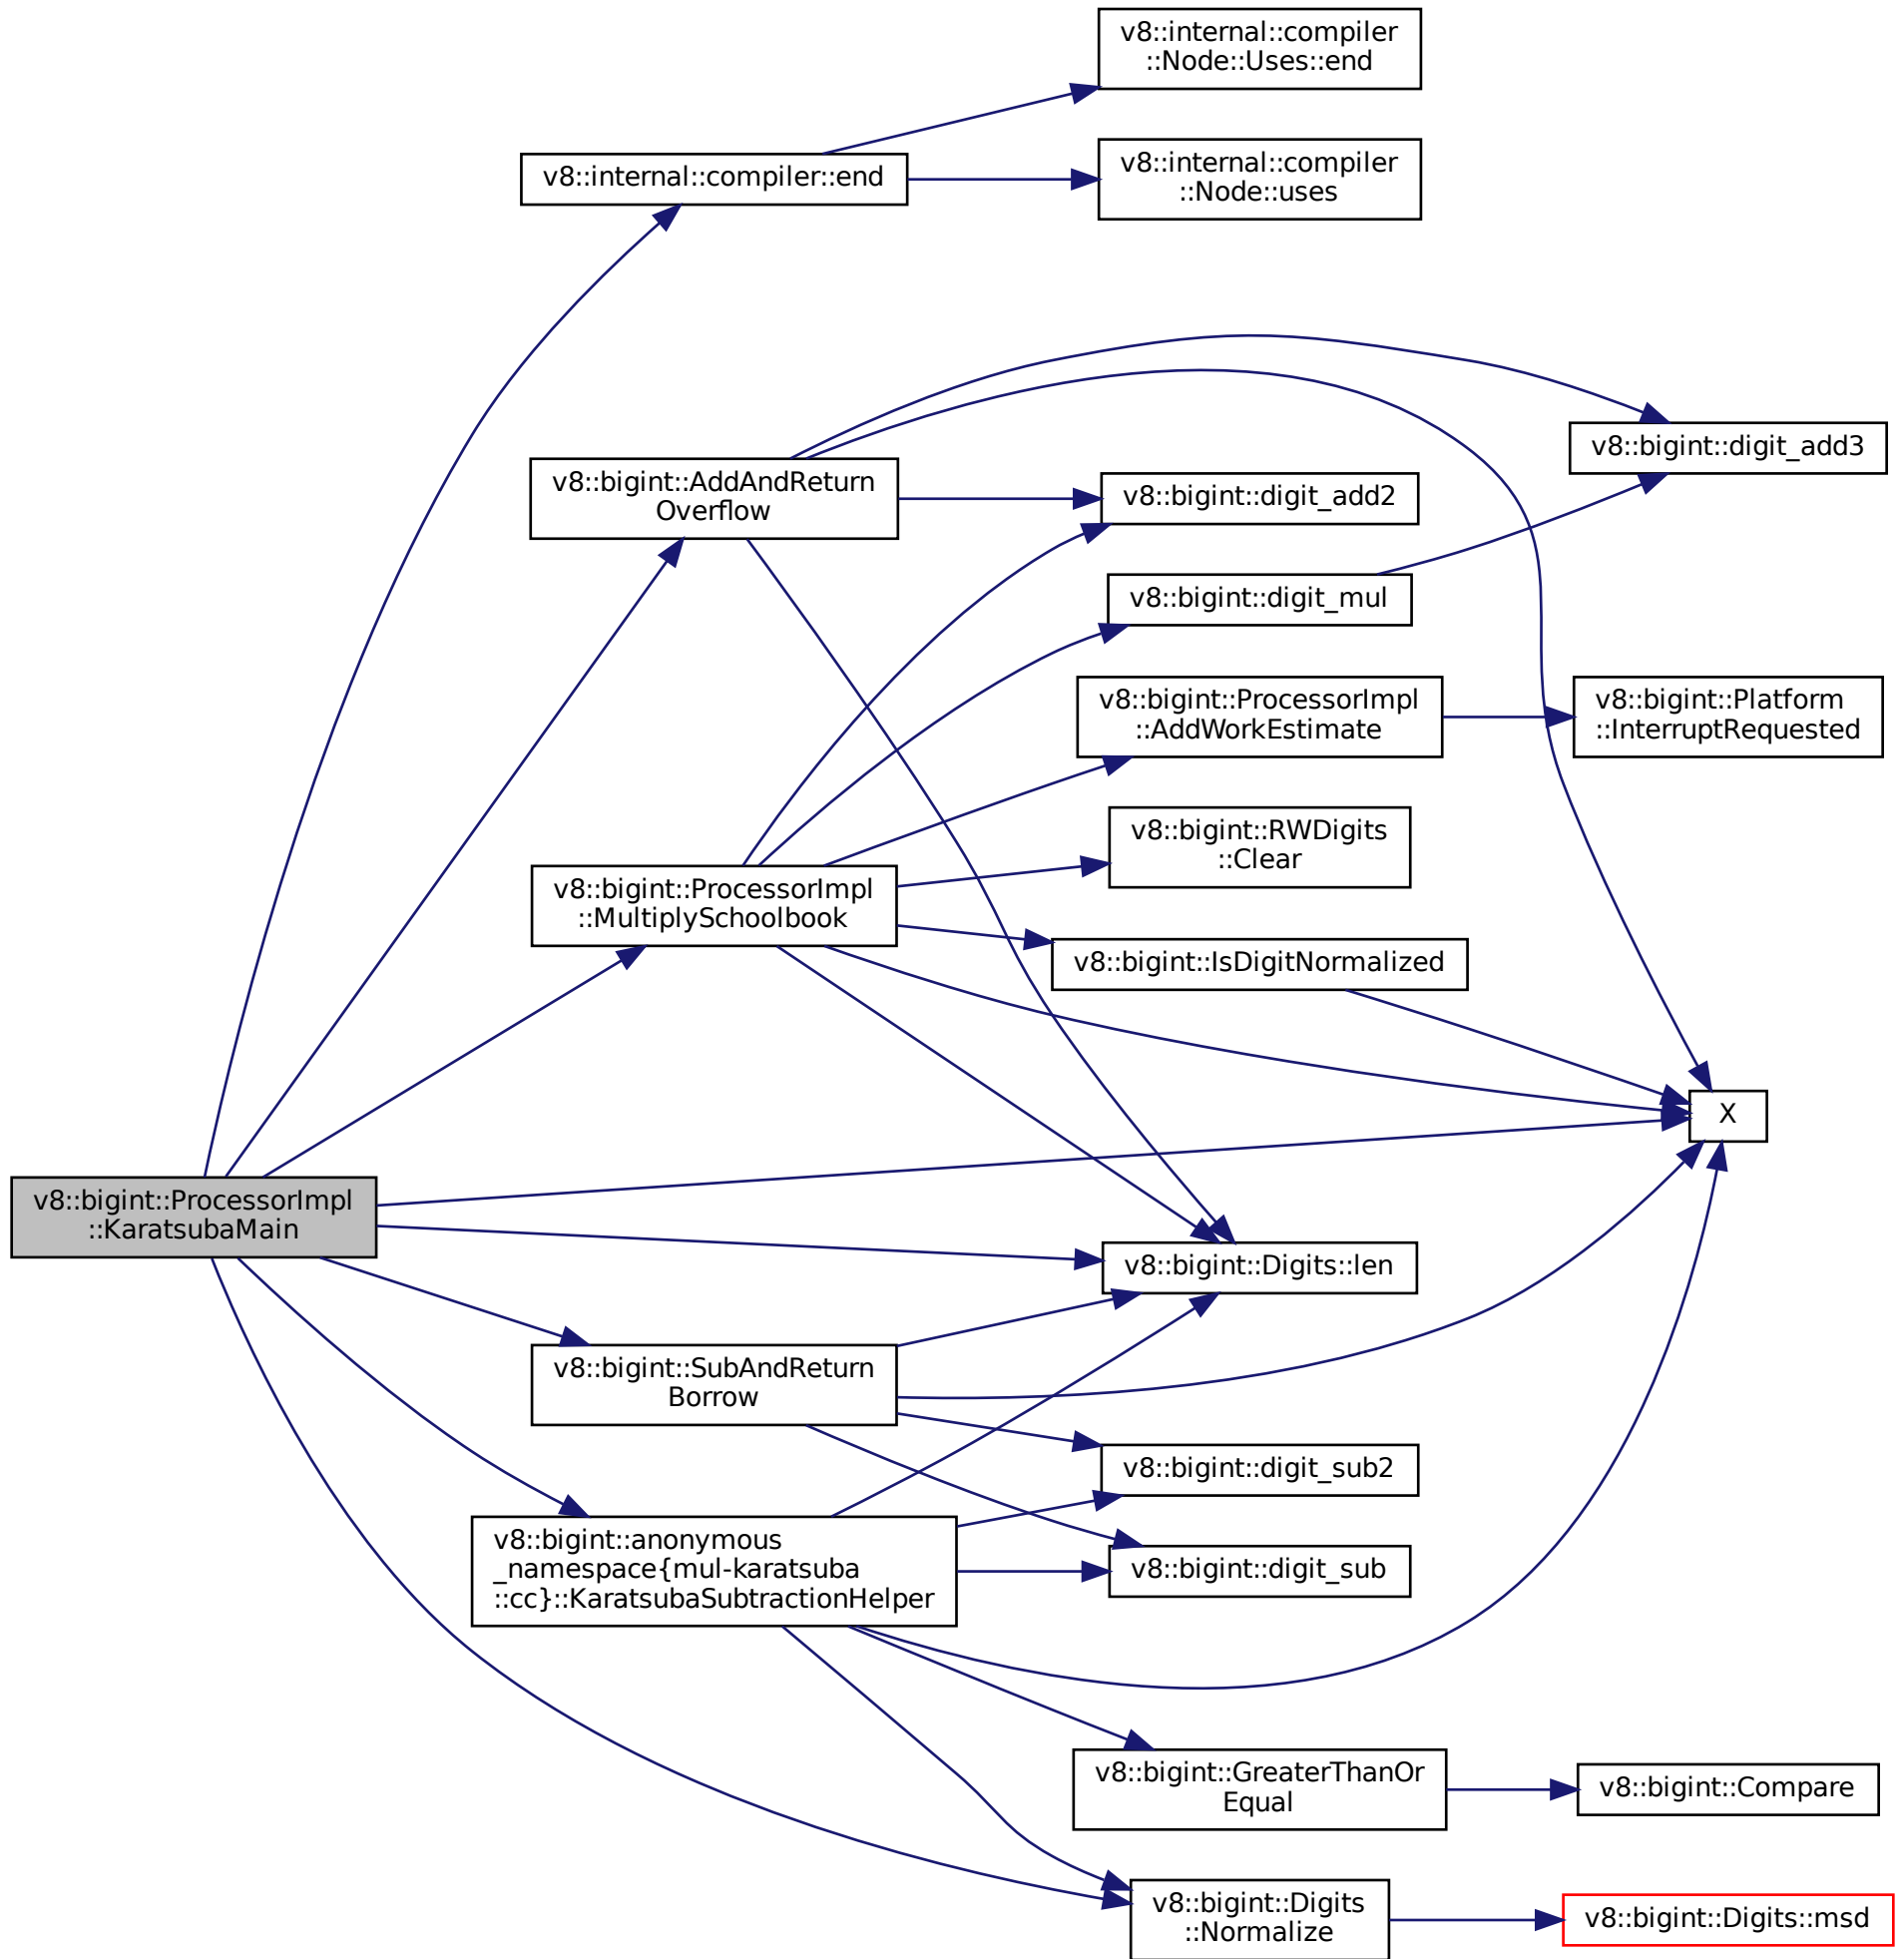 v8::internal::compiler
::Node::Uses::end
v8::internal::compiler::end
v8::internal::compiler
::Node::uses
v8::bigint::digit_add3
v8::bigint::AddAndReturn
Overflow
v8::bigint::digit_add2
v8::bigint::digit_mul
v8::bigint::ProcessorImpl
::AddWorkEstimate
v8::bigint::Platform
::InterruptRequested
v8::bigint::RWDigits
::Clear
v8::bigint::ProcessorImpl
::MultiplySchoolbook
v8::bigint::IsDigitNormalized
X
v8::bigint::ProcessorImpl
::KaratsubaMain
v8::bigint::Digits::len
v8::bigint::SubAndReturn
Borrow
v8::bigint::digit_sub2
v8::bigint::anonymous
_namespace{mul-karatsuba
::cc}::KaratsubaSubtractionHelper
v8::bigint::digit_sub
v8::bigint::GreaterThanOr
Equal
v8::bigint::Compare
v8::bigint::Digits
::Normalize
v8::bigint::Digits::msd